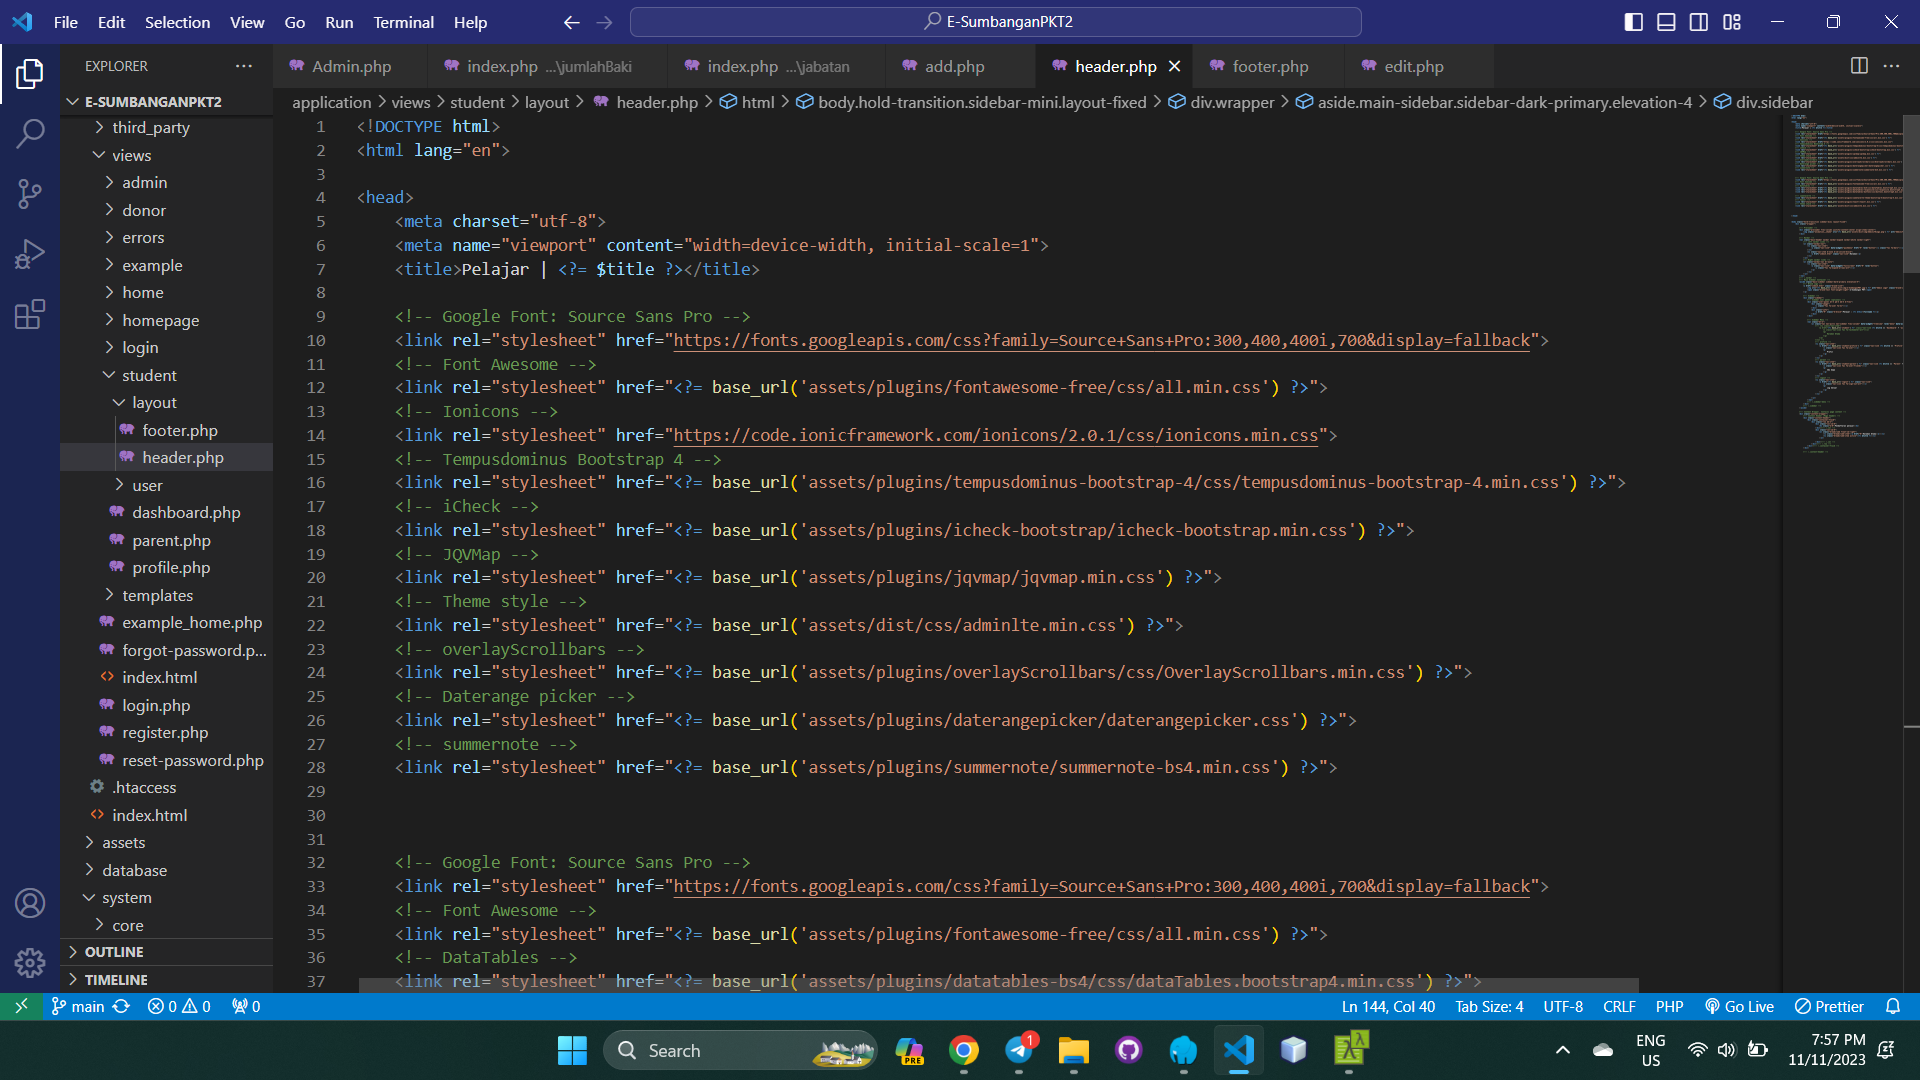 File Edit Selection View Go Run Terminal Help
E-SumbanganPKT2
EXPLORER
Admin.php
index.php ...\jumlahBaki
index.php ...\jabatan
add.php
header.php
footer.php
edit.php
application > views > student > layout > header.php > html > body.hold-transition.sidebar-mini.layout-fixed > div.wrapper > aside.main-sidebar.sidebar-dark-primary.elevation-4 > div.sidebar
E-SUMBANGANPKT2
third_party
views
admin
donor
errors
example
home
homepage
login
student
layout
footer.php
header.php
user
dashboard.php
parent.php
profile.php
templates
example_home.php
forgot-password.p...
index.html
login.php
register.php
reset-password.php
.htaccess
index.html
assets
database
system
core
OUTLINE
TIMELINE
1 <!DOCTYPE html>
2 <html lang="en">
3
4 <head>
5 <meta charset="utf-8">
6 <meta name="viewport" content="width=device-width, initial-scale=1">
7 <title>Pelajar | <?= $title ?></title>
8
9 <!-- Google Font: Source Sans Pro -->
10 <link rel="stylesheet" href="https://fonts.googleapis.com/css?family=Source+Sans+Pro:300,400,400i,700&display=fallback">
11 <!-- Font Awesome -->
12 <link rel="stylesheet" href="<?= base_url('assets/plugins/fontawesome-free/css/all.min.css') ?>">
13 <!-- Ionicons -->
14 <link rel="stylesheet" href="https://code.ionicframework.com/ionicons/2.0.1/css/ionicons.min.css">
15 <!-- Tempusdominus Bootstrap 4 -->
16 <link rel="stylesheet" href="<?= base_url('assets/plugins/tempusdominus-bootstrap-4/css/tempusdominus-bootstrap-4.min.css') ?>">
17 <!-- iCheck -->
18 <link rel="stylesheet" href="<?= base_url('assets/plugins/icheck-bootstrap/icheck-bootstrap.min.css') ?>">
19 <!-- JQVMap -->
20 <link rel="stylesheet" href="<?= base_url('assets/plugins/jqvmap/jqvmap.min.css') ?>">
21 <!-- Theme style -->
22 <link rel="stylesheet" href="<?= base_url('assets/dist/css/adminlte.min.css') ?>">
23 <!-- overlayScrollbars -->
24 <link rel="stylesheet" href="<?= base_url('assets/plugins/overlayScrollbars/css/OverlayScrollbars.min.css') ?>">
25 <!-- Daterange picker -->
26 <link rel="stylesheet" href="<?= base_url('assets/plugins/daterangepicker/daterangepicker.css') ?>">
27 <!-- summernote -->
28 <link rel="stylesheet" href="<?= base_url('assets/plugins/summernote/summernote-bs4.min.css') ?>">
29
30
31
32 <!-- Google Font: Source Sans Pro -->
33 <link rel="stylesheet" href="https://fonts.googleapis.com/css?family=Source+Sans+Pro:300,400,400i,700&display=fallback">
34 <!-- Font Awesome -->
35 <link rel="stylesheet" href="<?= base_url('assets/plugins/fontawesome-free/css/all.min.css') ?>">
36 <!-- DataTables -->
37 <link rel="stylesheet" href="<?= base_url('assets/plugins/datatables-bs4/css/dataTables.bootstrap4.min.css') ?>">
main 0 0 0
Ln 144, Col 40 Tab Size: 4 UTF-8 CRLF PHP Go Live Prettier
Search
PRE
1
ENG
US
7:57 PM
11/11/2023